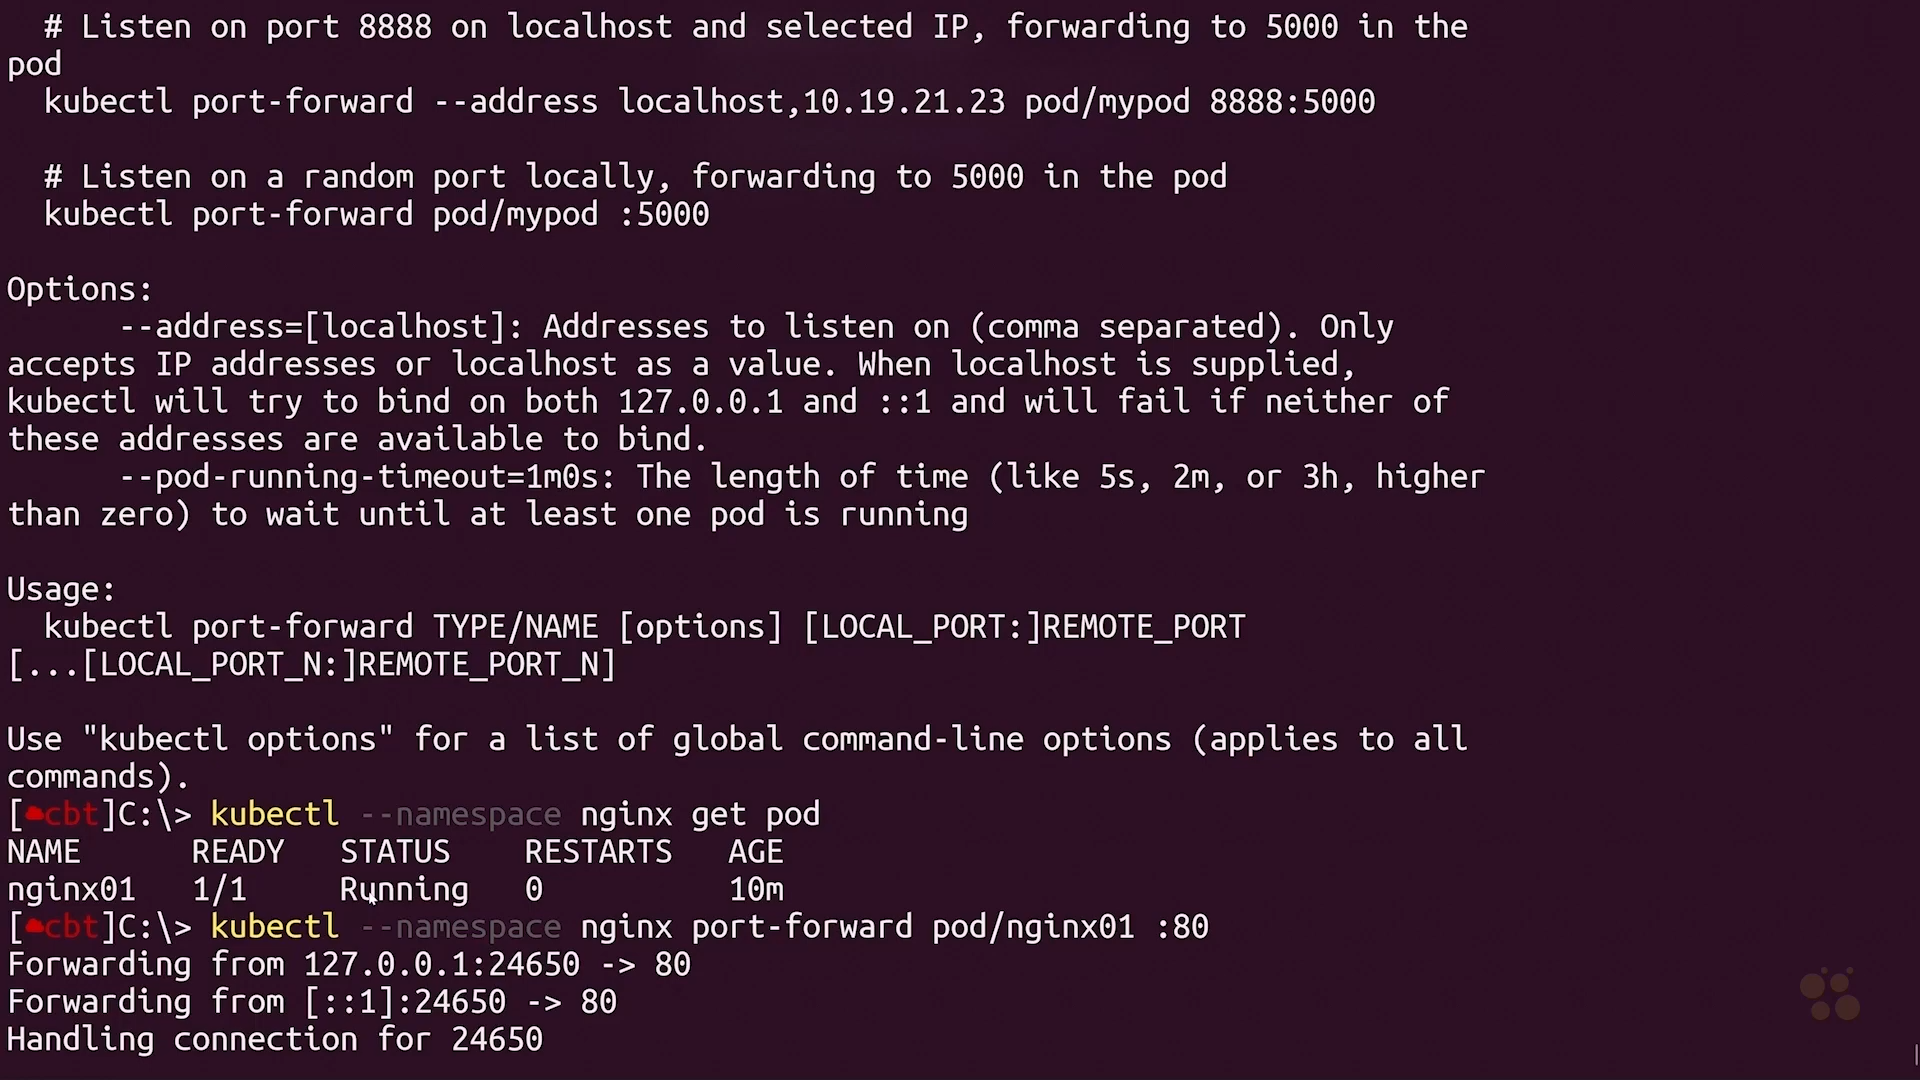 # Listen on port 8888 on localhost and selected IP, forwarding to 5000 in the
pod
kubectl port-forward --address localhost,10.19.21.23 pod/mypod 8888:5000
# Listen on a random port locally, forwarding to 5000 in the pod
kubectl port-forward pod/mypod :5000
Options:
--address=[localhost]: Addresses to listen on (comma separated). Only
accepts IP addresses or localhost as a value. When localhost is supplied,
kubectl will try to bind on both 127.0.0.1 and ::1 and will fail if neither of
these addresses are available to bind.
--pod-running-timeout=1m0s: The length of time (like 5s, 2m, or 3h, higher
than zero) to wait until at least one pod is running
Usage:
kubectl port-forward TYPE/NAME [options] [LOCAL_PORT:]REMOTE_PORT
[...[LOCAL_PORT_N:]REMOTE_PORT_N]
Use "kubectl options" for a list of global command-line options (applies to all
commands).
[cbt]C:\> kubectl --namespace nginx get pod
NAME READY STATUS RESTARTS AGE
nginx01 1/1 Running 0 10m
[cbt]C:\> kubectl --namespace nginx port-forward pod/nginx01 :80
Forwarding from 127.0.0.1:24650 -> 80
Forwarding from [::1]:24650 -> 80
Handling connection for 24650